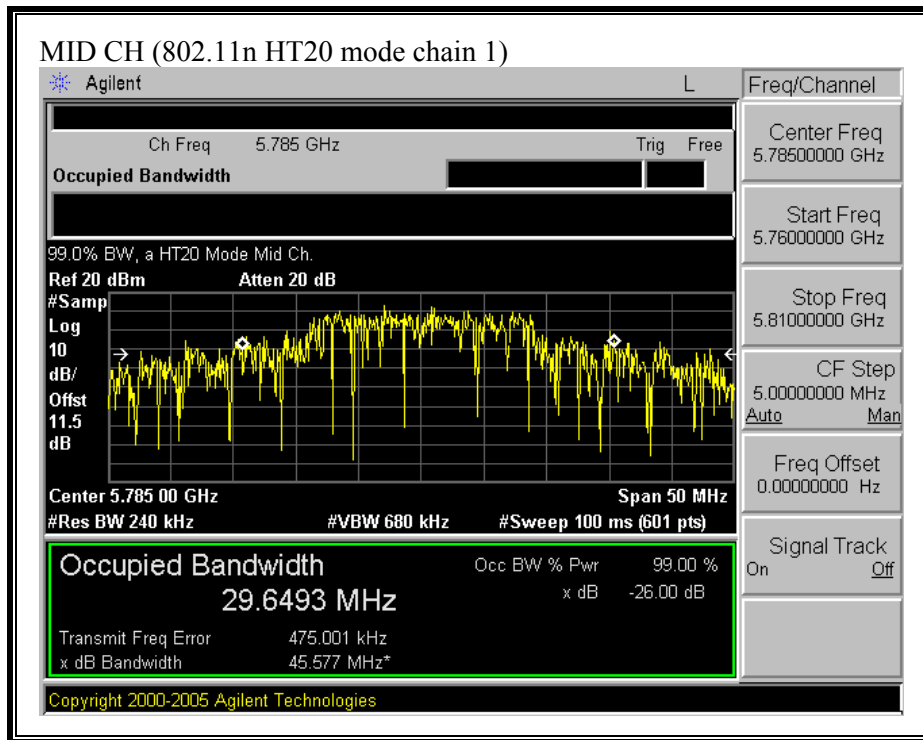 MID CH (802.11n HT20 mode chain 1)
Agilent L
Ch Freq 5.785 GHz Trig Free
Occupied Bandwidth
99.0% BW, a HT20 Mode Mid Ch.
Ref 20 dBm Atten 20 dB
#Samp
Log
10
dB/
Offst
11.5
dB
Center 5.785 00 GHz Span 50 MHz
#Res BW 240 kHz #VBW 680 kHz #Sweep 100 ms (601 pts)
Occupied Bandwidth
29.6493 MHz
Occ BW % Pwr 99.00 %
x dB -26.00 dB
Transmit Freq Error 475.001 kHz
x dB Bandwidth 45.577 MHz*
Copyright 2000-2005 Agilent Technologies
Freq/Channel
Center Freq
5.78500000 GHz
Start Freq
5.76000000 GHz
Stop Freq
5.81000000 GHz
CF Step
5.00000000 MHz
Auto Man
Freq Offset
0.00000000 Hz
Signal Track
On Off